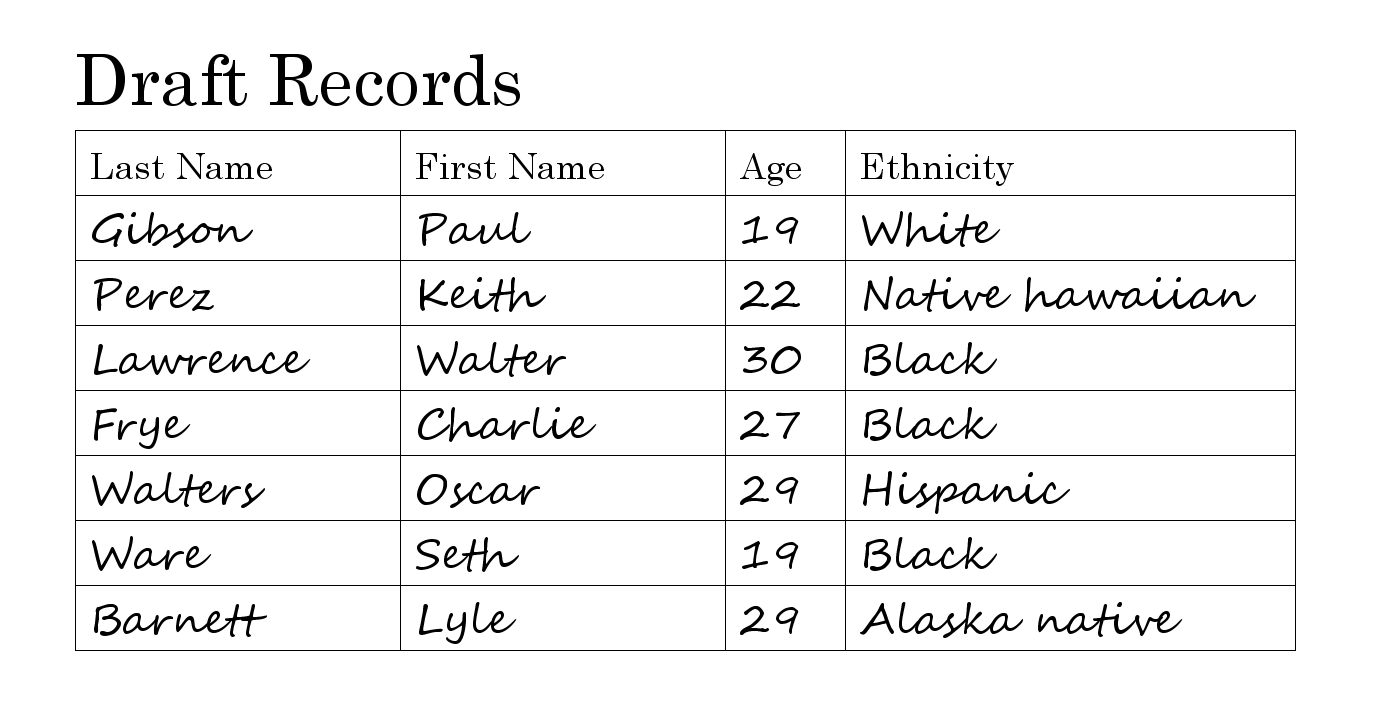 Draft Records
Last Name First Name Age Ethnicity
Gibson Paul 19 White
Perez Keith 22 Native hawaiian
Lawrence Walter 30 Black
Frye Charlie 27 Black
Walters Oscar 29 Hispanic
Ware Seth 19 Black
Barnett Lyle 29 Alaska native